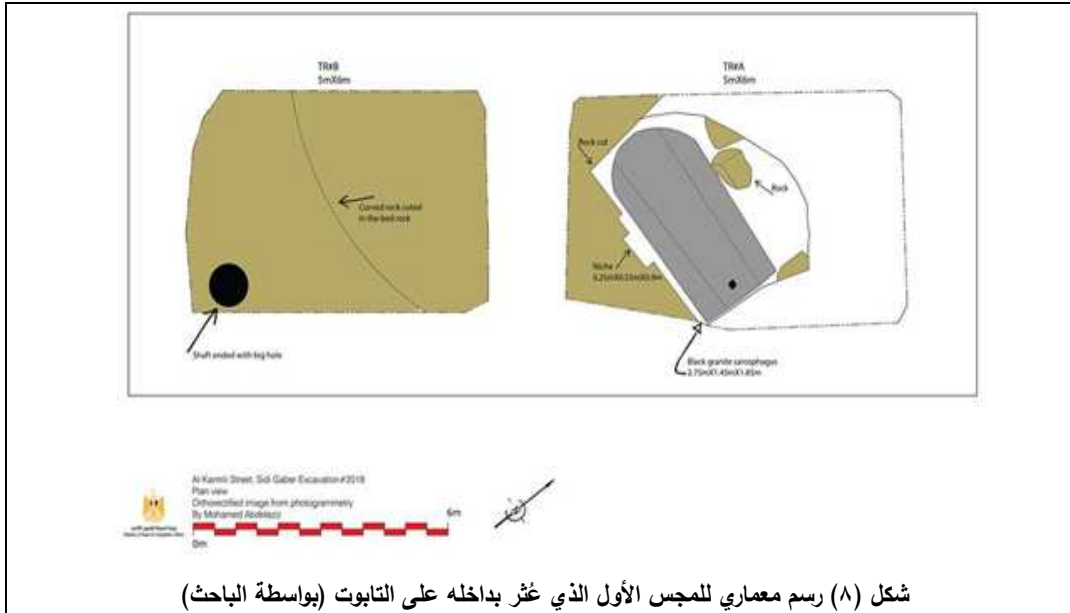 TR#B
5mX6m
TR#A
5mX6m
Rock cut
Rock
Curved rock cuted
in the bed rock
Niche
Shaft ended with big hole
Black granite sarcophagus
2.75mX1.45mX1.85m
Al Karmili Street, Sidi Gaber Excavation#2018
Plan view
Orthorectified image from photogrammetry
By Mohamed Abdelaziz
6m
0m
شكل (٨) رسم معماري للمجس الأول الذي عُثر بداخله على التابوت (بواسطة الباحث)